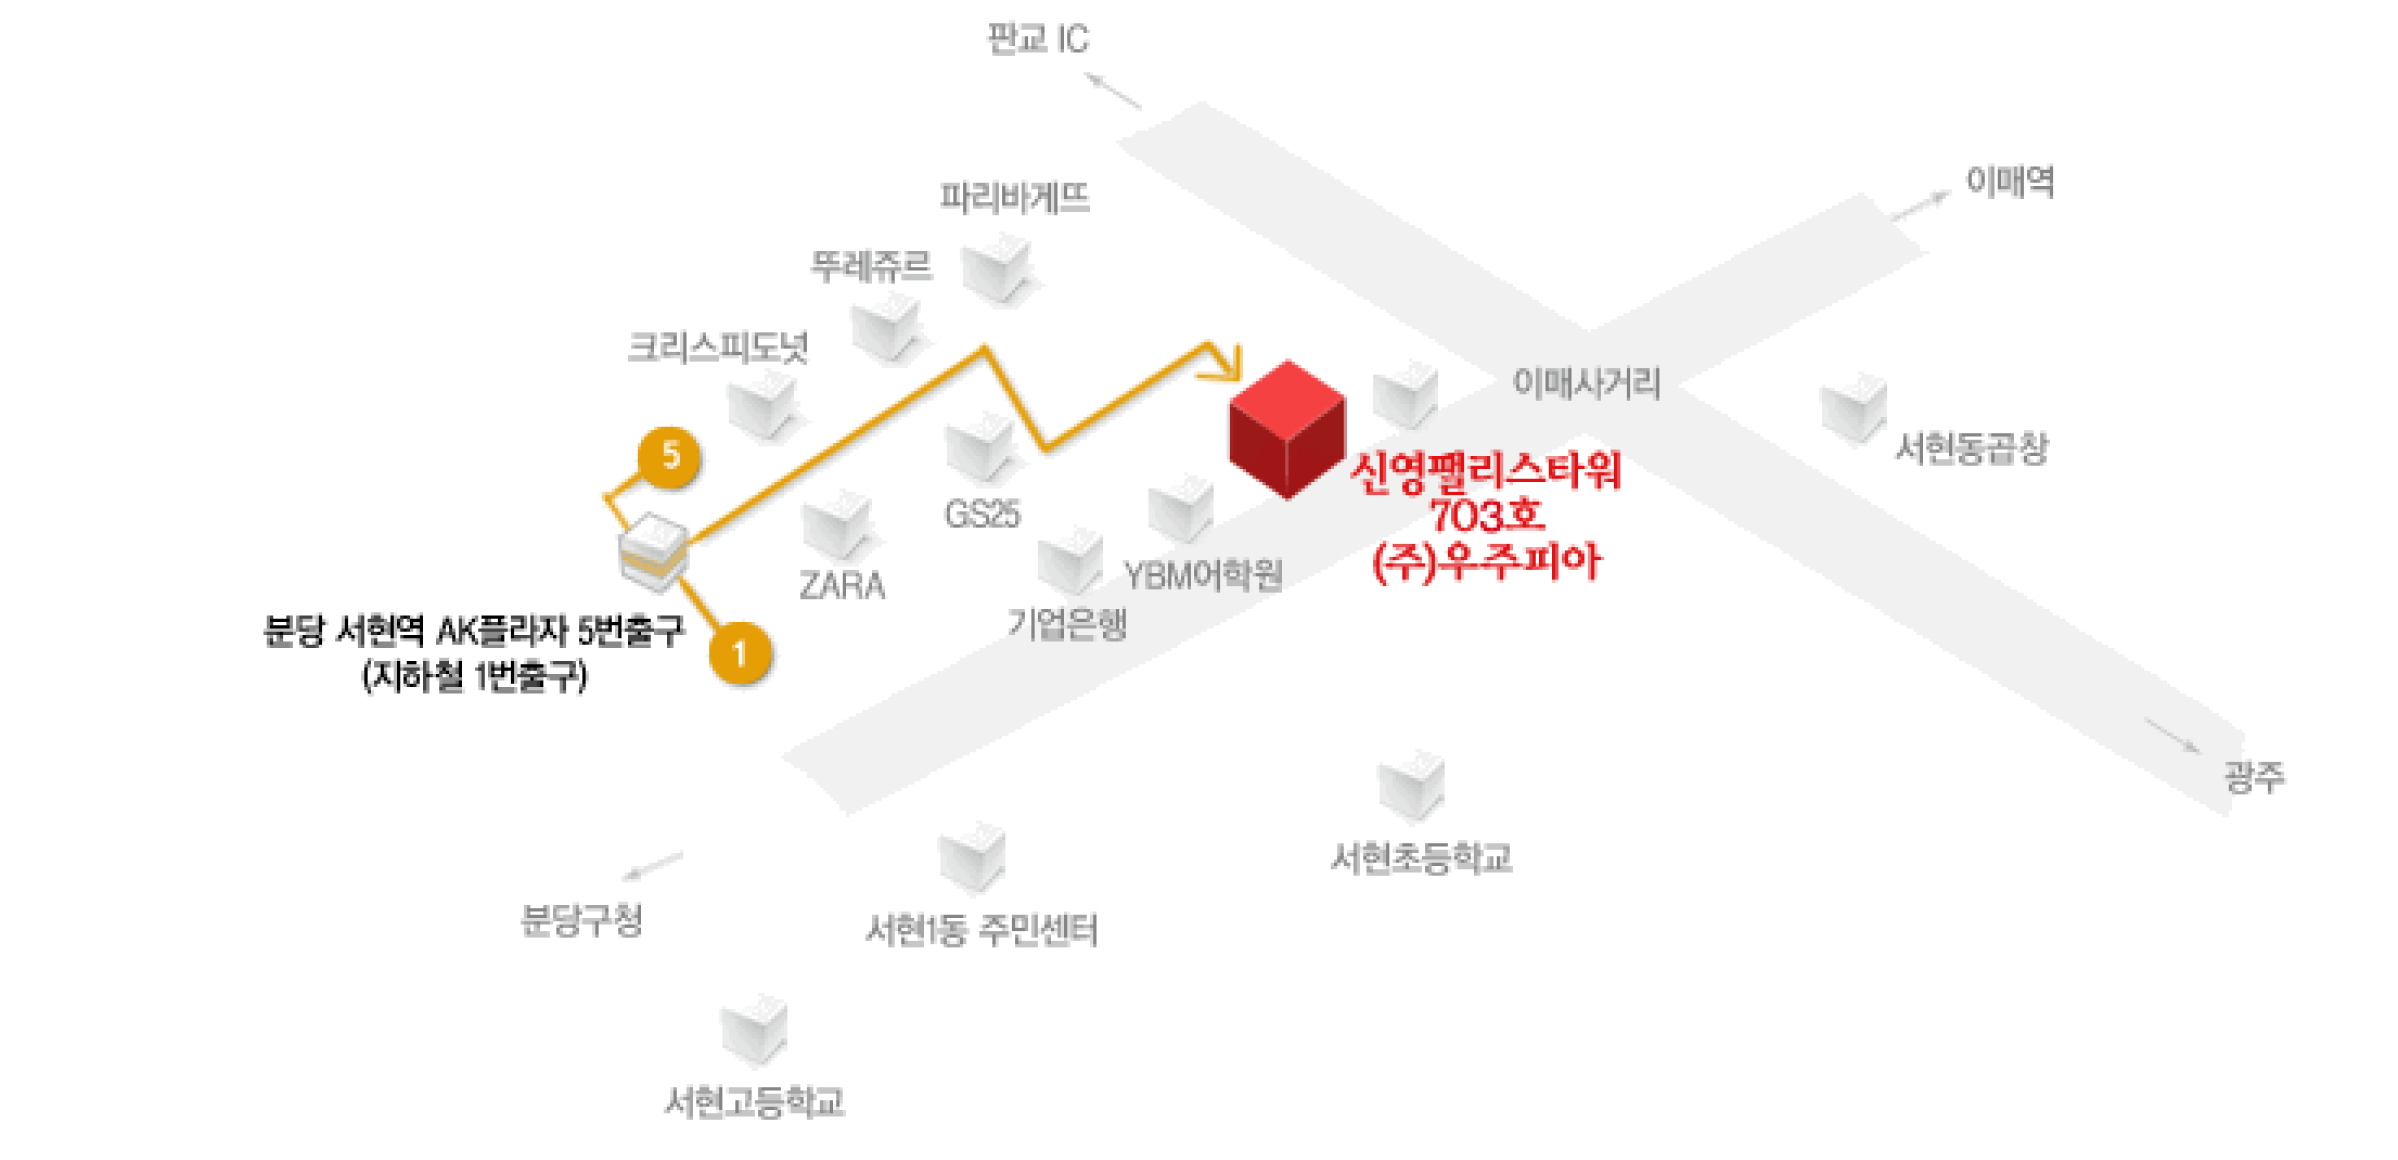 판교 IC
이매역
파리바게뜨
뚜레쥬르
크리스피도넛
이매사거리
서현동곱창
5
신영팰리스타워
703호
(주)우주피아
GS25
ZARA
YBM어학원
기업은행
분당 서현역 AK플라자 5번출구
(지하철 1번출구)
1
광주
서현초등학교
분당구청
서현1동 주민센터
서현고등학교